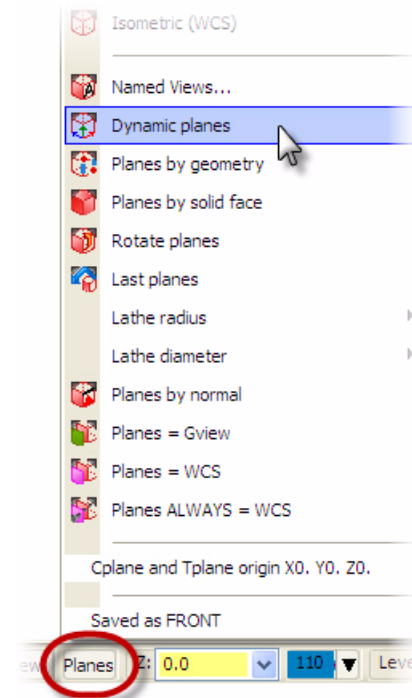 Isometric (WCS)
Named Views...
Dynamic planes
Planes by geometry
Planes by solid face
Rotate planes
Last planes
Lathe radius
Lathe diameter
Planes by normal
Planes = Gview
Planes = WCS
Planes ALWAYS = WCS
Cplane and Tplane origin X0. Y0. Z0.
Saved as FRONT
Planes Z: 0.0 110 Leve